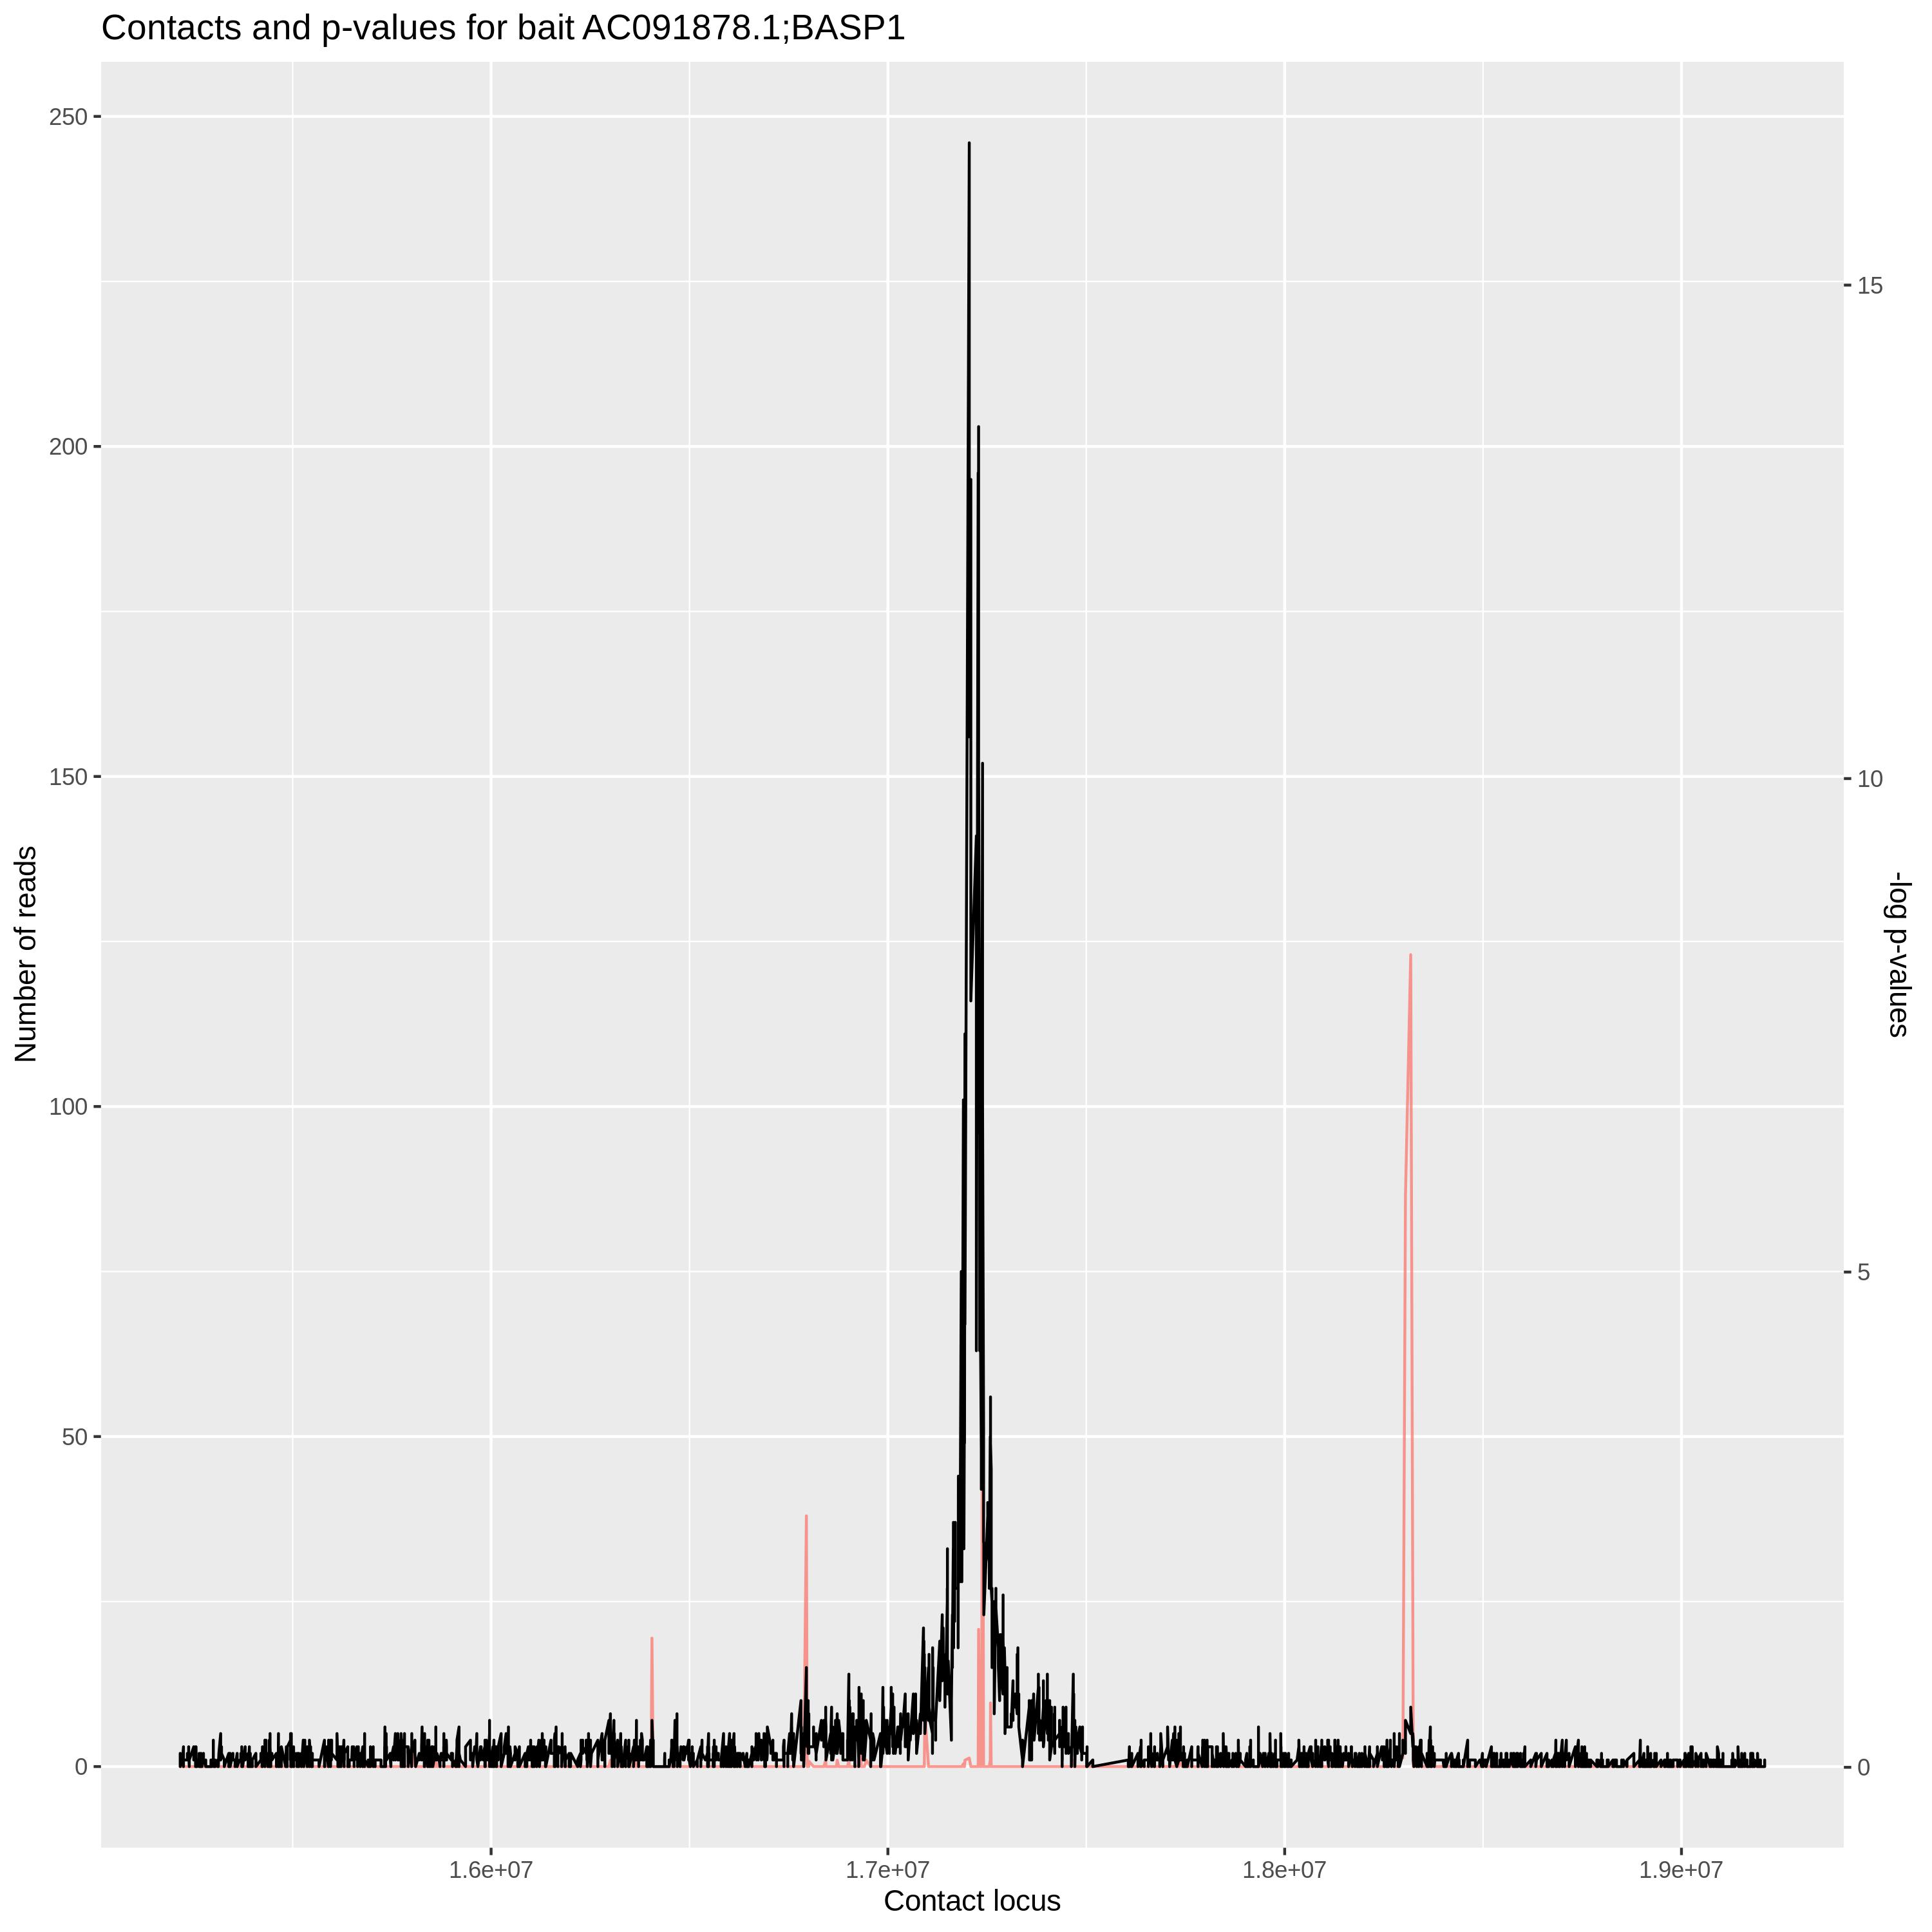 Contacts and p-values for bait AC091878.1;BASP1
250
200
150
100
50
0
Number of reads
15
10
5
0
-log p-values
1.6e+07 1.7e+07 1.8e+07 1.9e+07
Contact locus